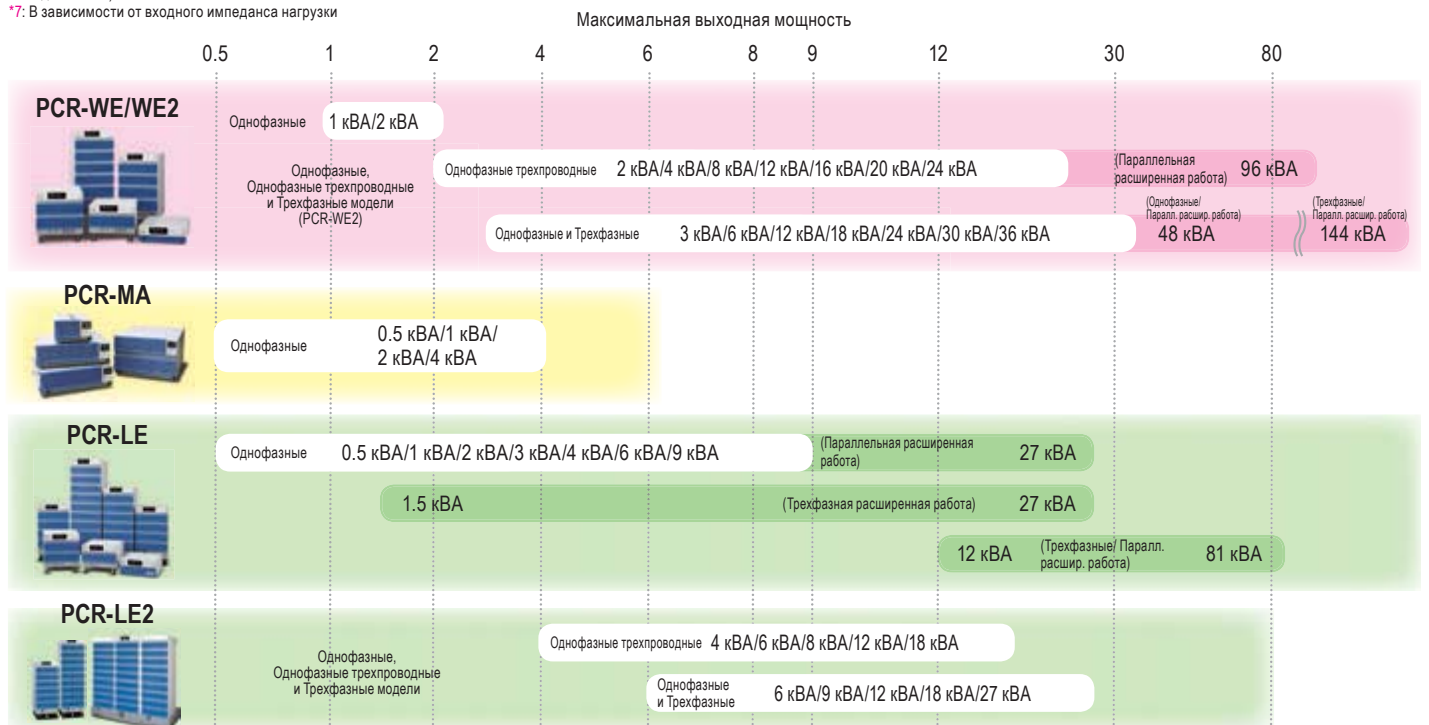 *7: В зависимости от входного импеданса нагрузки
Максимальная выходная мощность
0.5 1 2 4 6 8 9 12 30 80
PCR-WE/WE2
Однофазные 1 кВА/2 кВА
Однофазные,
Однофазные трехпроводные
и Трехфазные модели
(PCR-WE2)
Однофазные трехпроводные 2 кВА/4 кВА/8 кВА/12 кВА/16 кВА/20 кВА/24 кВА
(Параллельная
расширенная работа) 96 кВА
Однофазные и Трехфазные 3 кВА/6 кВА/12 кВА/18 кВА/24 кВА/30 кВА/36 кВА
(Однофазные/
Паралл. расшир. работа)
48 кВА
(Трехфазные/
Паралл. расшир. работа)
144 кВА
PCR-MA
Однофазные
0.5 кВА/1 кВА/
2 кВА/4 кВА
PCR-LE
Однофазные 0.5 кВА/1 кВА/2 кВА/3 кВА/4 кВА/6 кВА/9 кВА
(Параллельная расширенная
работа) 27 кВА
1.5 кВА (Трехфазная расширенная работа) 27 кВА
12 кВА (Трехфазные/ Паралл.
расшир. работа) 81 кВА
PCR-LE2
Однофазные,
Однофазные трехпроводные
и Трехфазные модели
Однофазные трехпроводные 4 кВА/6 кВА/8 кВА/12 кВА/18 кВА
Однофазные
и Трехфазные 6 кВА/9 кВА/12 кВА/18 кВА/27 кВА